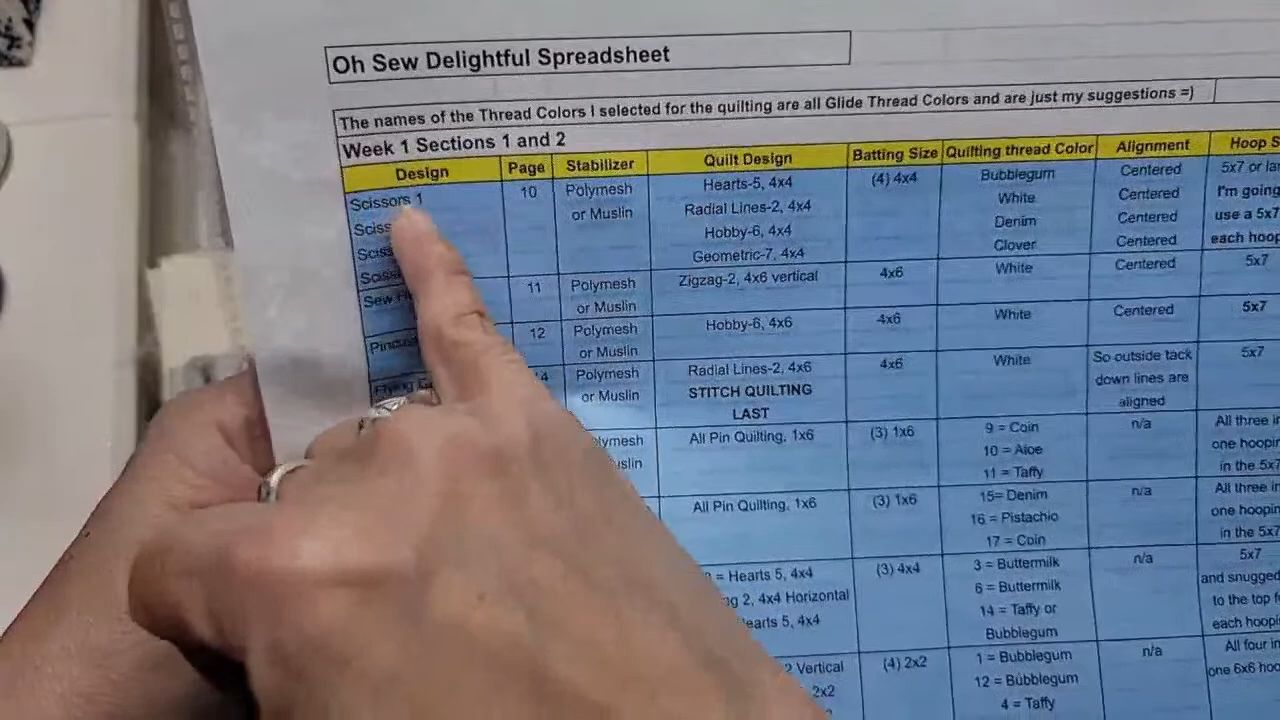 Oh Sew Delightful Spreadsheet
The names of the Thread Colors I selected for the quilting are all Glide Thread Colors and are just my suggestions =)
Week 1 Sections 1 and 2
Design Page Stabilizer Quilt Design Batting Size Quilting thread Color Alignment Hoop
Scissors 1 10 Polymesh Hearts-5, 4x4 (4) 4x4 Bubblegum Centered 5x7 or
or Muslin Radial Lines-2, 4x4 White Centered I'm going
Hobby-6, 4x4 Denim Centered use a 5x7
Geometric-7, 4x4 Clover Centered each
Sew 11 Polymesh Zigzag-2, 4x6 vertical 4x6 White Centered 5x7
or Muslin
12 Polymesh Hobby-6, 4x6 4x6 White Centered 5x7
or Muslin
Polymesh Radial Lines-2, 4x6 4x6 White So outside tack 5x7
or Muslin STITCH QUILTING down lines are
LAST aligned
All Pin Quilting, 1x6 (3) 1x6 9 = Coin n/a All three in
10 = Aloe one hooping
11 = Taffy in the 5x7
All Pin Quilting, 1x6 (3) 1x6 15= Denim n/a All three in
16 = Pistachio one
17 = Coin in the 5x7
= Hearts 5, 4x4 (3) 4x4 3 = Buttermilk n/a 5x7
2, 4x4 Horizontal 6 = Buttermilk and snugged
5, 4x4 14 = Taffy or to the top
Bubblegum each
2 Vertical (4) 2x2 1 = Bubblegum n/a All four in
2x2 12 = Bubblegum one 6x6
4 = Taffy